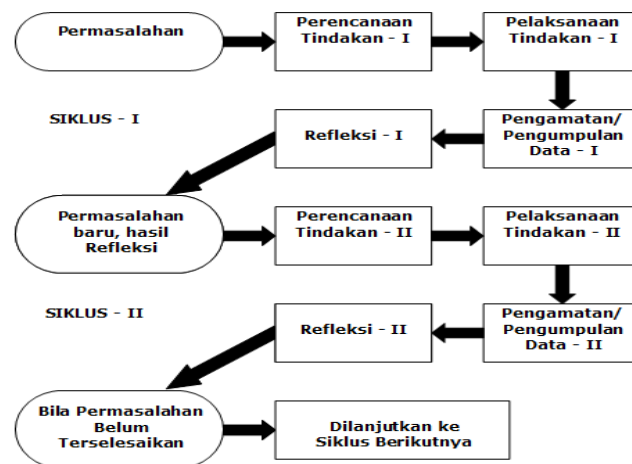 Permasalahan
Perencanaan
Tindakan - I
Pelaksanaan
Tindakan - I
SIKLUS - I
Refleksi - I
Pengamatan/
Pengumpulan
Data - I
Permasalahan
baru, hasil
Refleksi
Perencanaan
Tindakan - II
Pelaksanaan
Tindakan - II
SIKLUS - II
Refleksi - II
Pengamatan/
Pengumpulan
Data - II
Bila Permasalahan
Belum
Terselesaikan
Dilanjutkan ke
Siklus Berikutnya